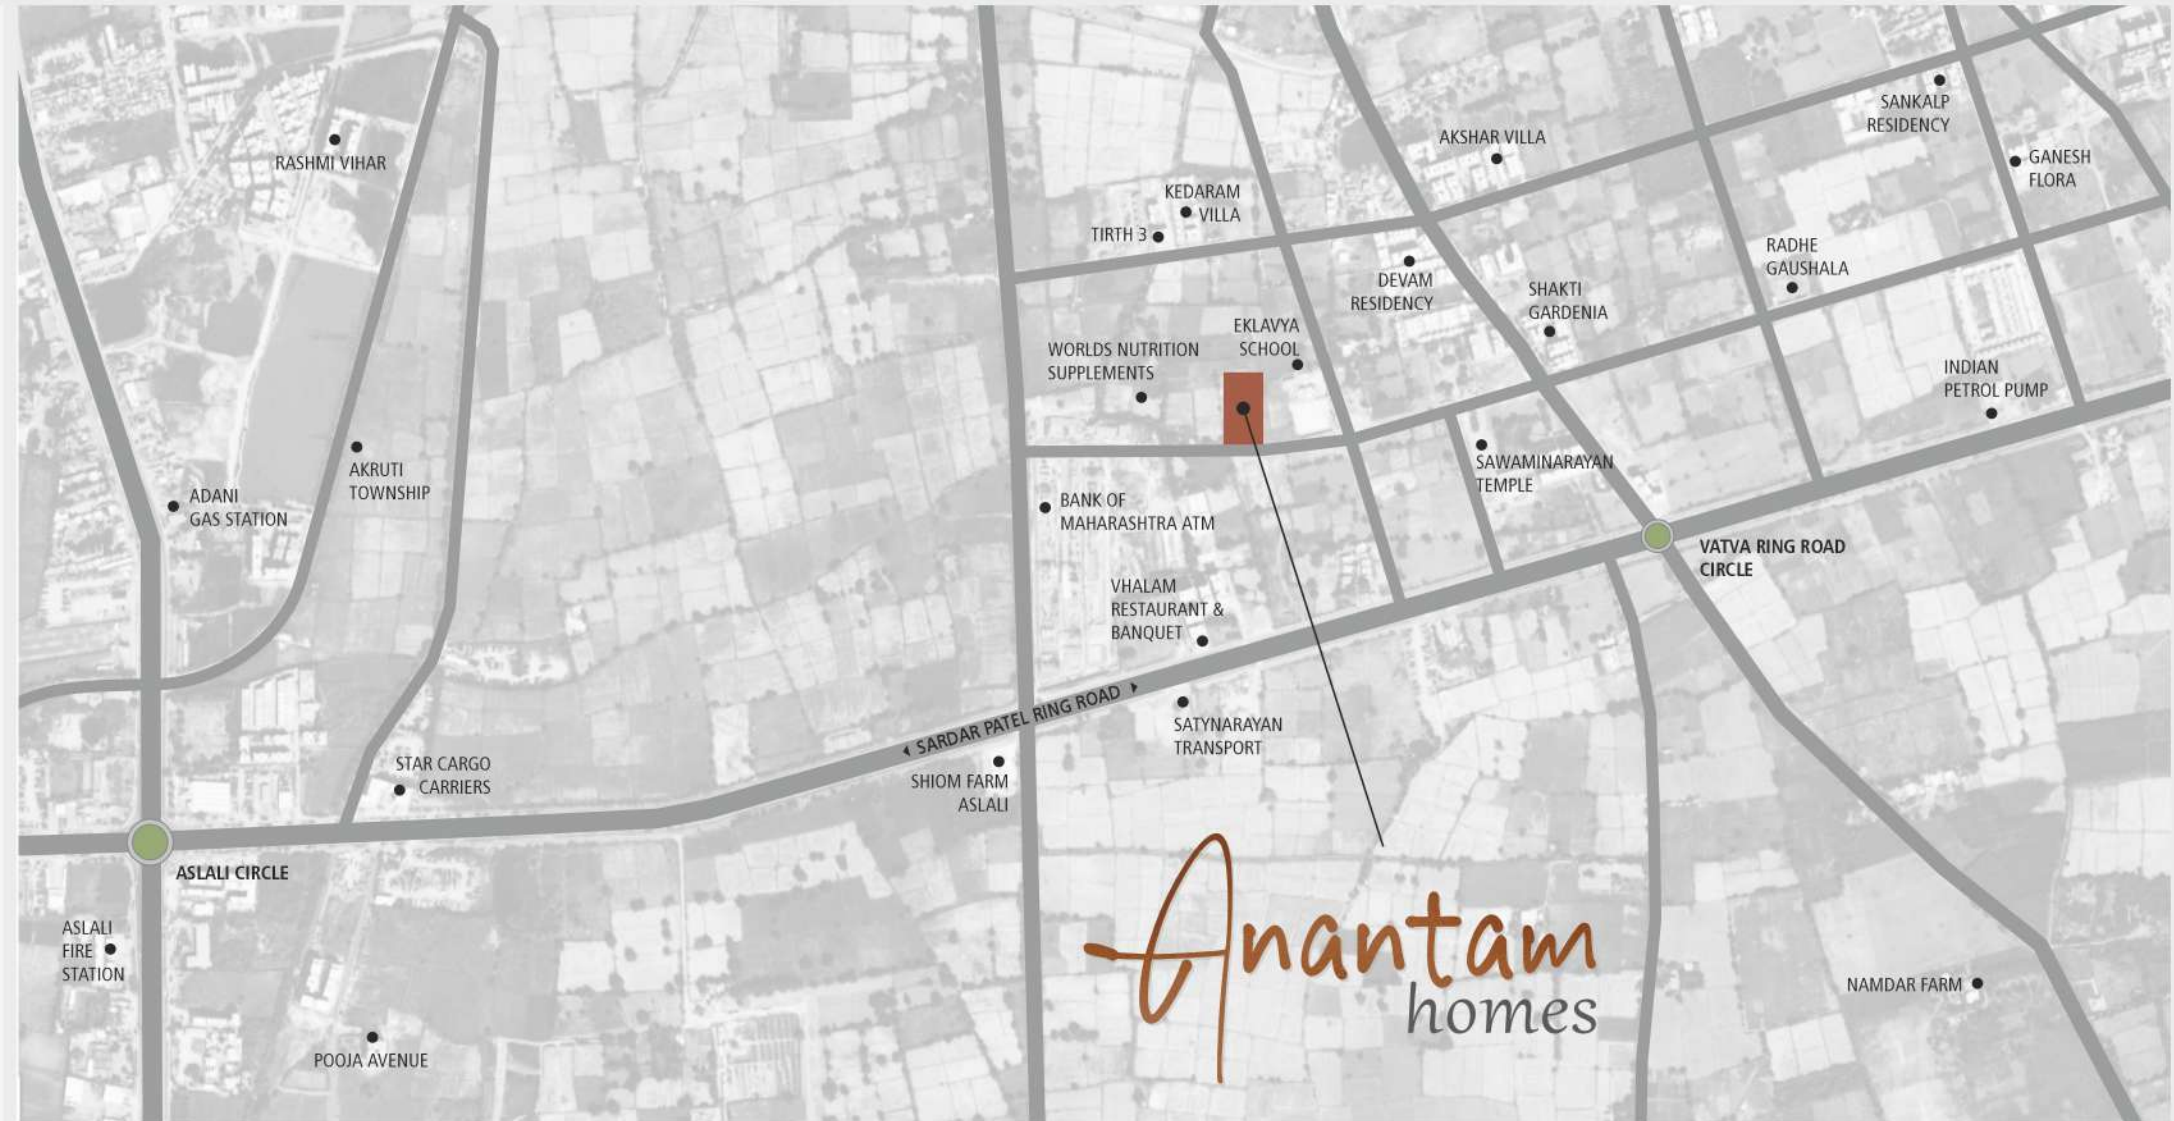 RASHMI VIHAR
AKRUTI
TOWNSHIP
ADANI
GAS STATION
STAR CARGO
CARRIERS
ASLALI CIRCLE
ASLALI
FIRE
STATION
POOJA AVENUE
KEDARAM
VILLA
TIRTH 3
AKSHAR VILLA
SANKALP
RESIDENCY
GANESH
FLORA
RADHE
GAUSHALA
DEVAM
RESIDENCY
SHAKTI
GARDENIA
EKLAVYA
SCHOOL
WORLDS NUTRITION
SUPPLEMENTS
INDIAN
PETROL PUMP
SAWAMINARAYAN
TEMPLE
BANK OF
MAHARASHTRA ATM
VATVA RING ROAD
CIRCLE
VHALAM
RESTAURANT &
BANQUET
SARDAR PATEL RING ROAD
SATYNARAYAN
TRANSPORT
SHIOM FARM
ASLALI
Anantam
homes
NAMDAR FARM